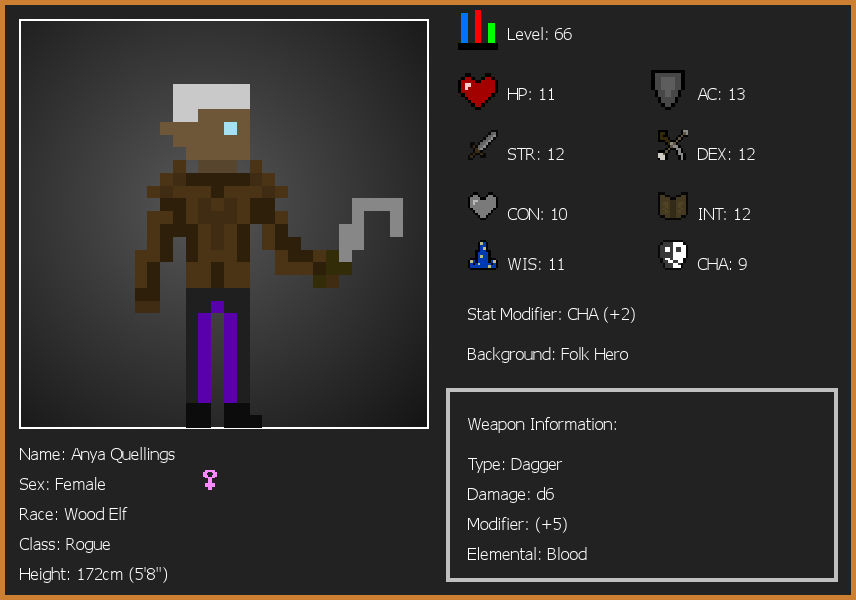 Level: 66
HP: 11
AC: 13
STR: 12
DEX: 12
CON: 10
INT: 12
WIS: 11
CHA: 9
Stat Modifier: CHA (+2)
Background: Folk Hero
Weapon Information:
Type: Dagger
Damage: d6
Modifier: (+5)
Elemental: Blood
Name: Anya Quellings
Sex: Female
Race: Wood Elf
Class: Rogue
Height: 172cm (5'8")